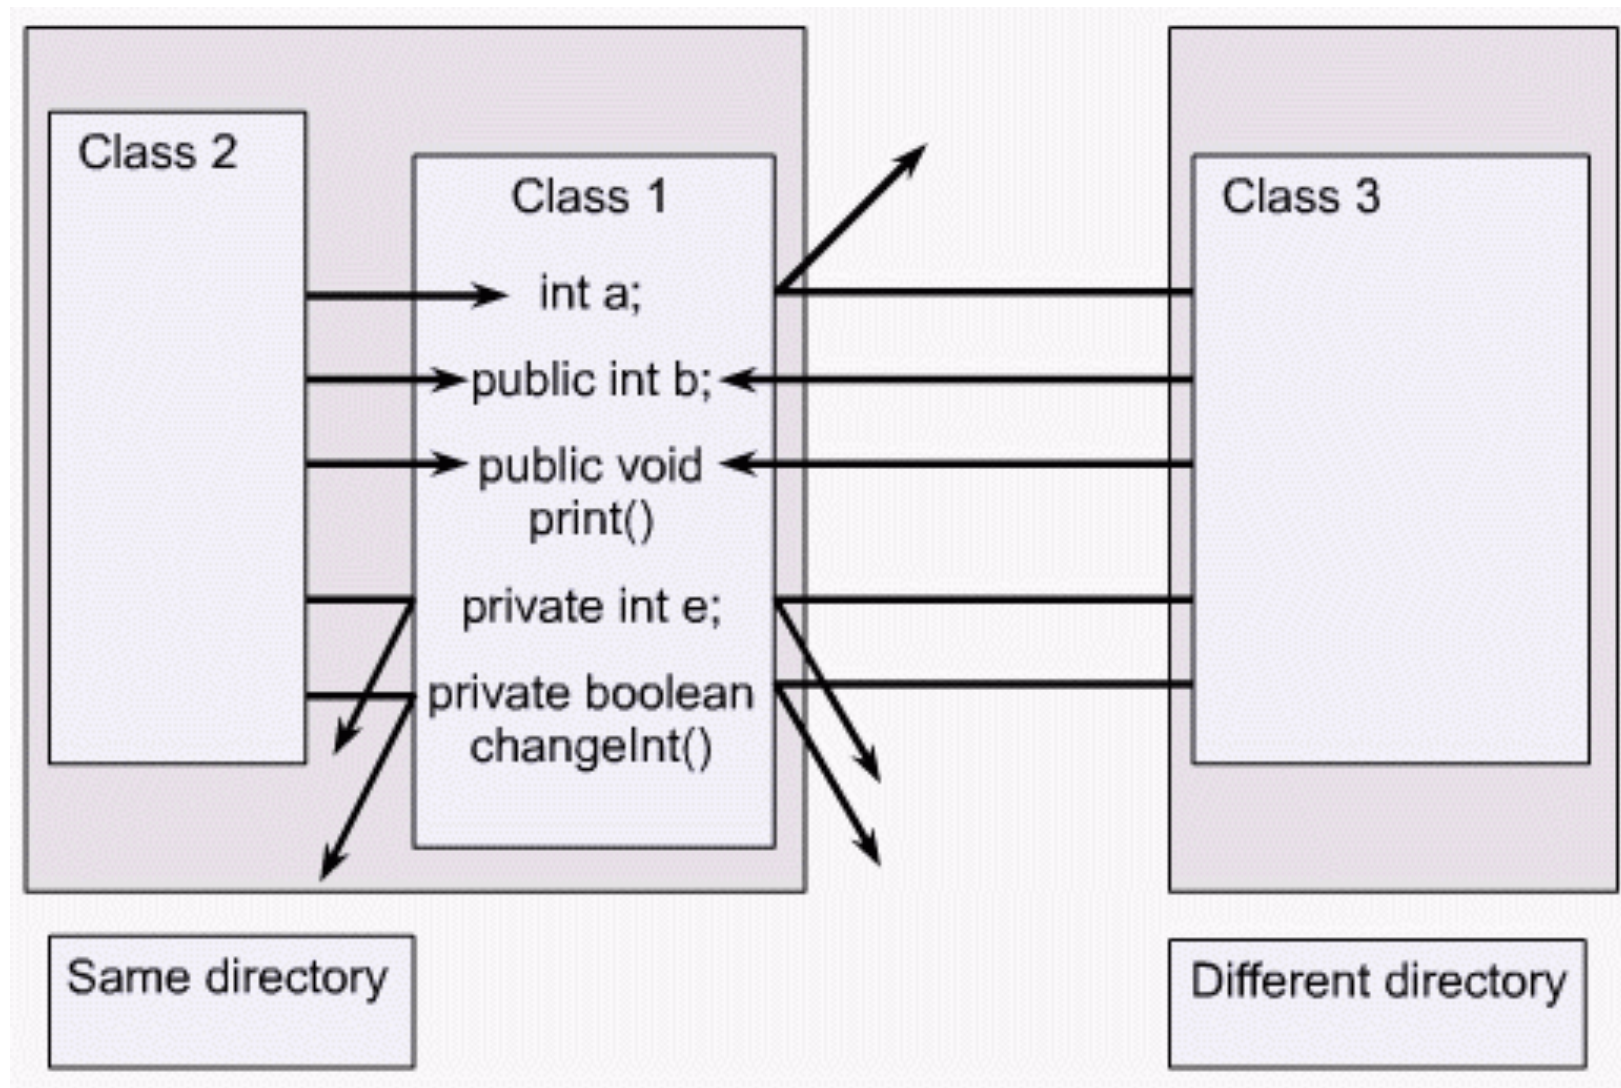 Class 2
Class 1
Class 3
int a;
public int b;
public void
print()
private int e;
private boolean
changeInt()
Same directory
Different directory